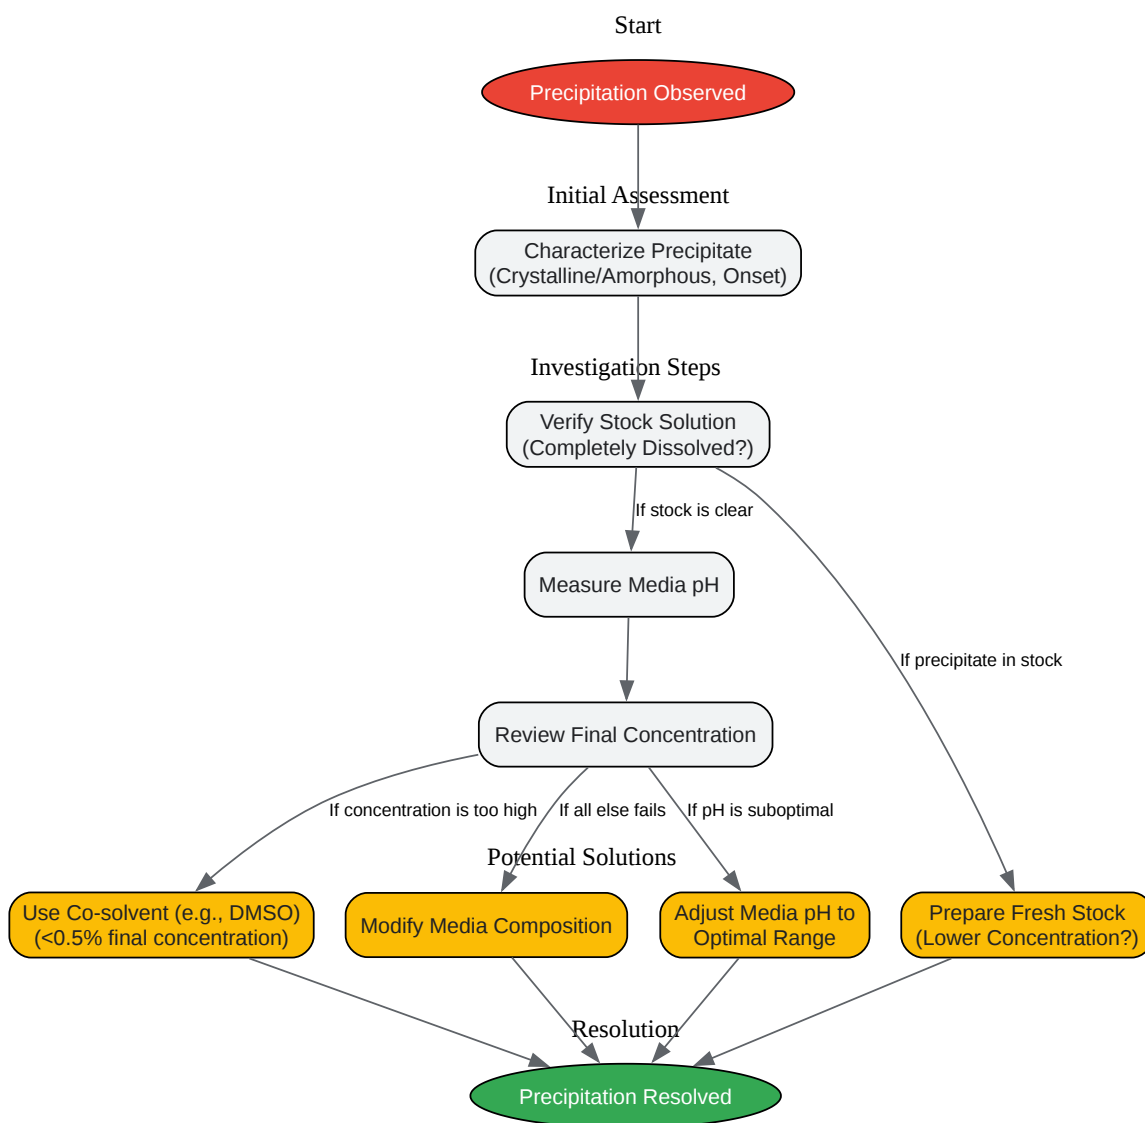 Start
Precipitation Observed
Initial Assessment
Characterize Precipitate
(Crystalline/Amorphous, Onset)
Investigation Steps
Verify Stock Solution
(Completely Dissolved?)
If stock is clear
Measure Media pH
If precipitate in stock
Review Final Concentration
If concentration is too high
If all else fails
If pH is suboptimal
Potential Solutions
Use Co-solvent (e.g., DMSO)
(<0.5% final concentration)
Modify Media Composition
Adjust Media pH to
Optimal Range
Prepare Fresh Stock
(Lower Concentration?)
Resolution
Precipitation Resolved